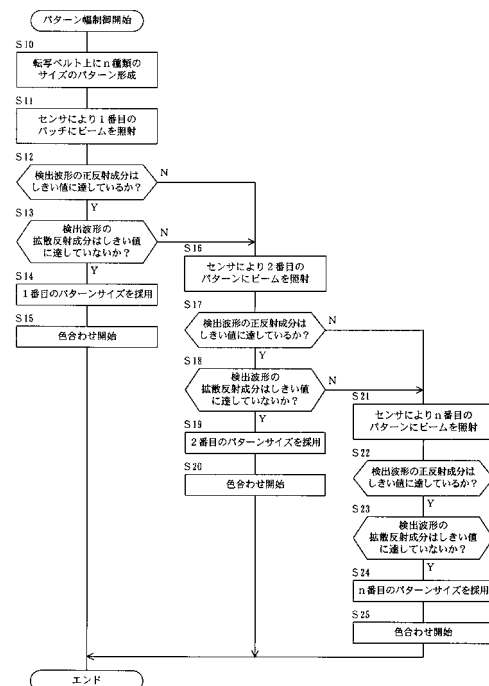 パターン幅制御開始
S10
転写ベルト上にn種類の
サイズのパターン形成
S11
センサにより1番目の
パッチにビームを照射
S12
検出波形の正反射成分は
しきい値に達しているか?
N
Y
S13
検出波形の
拡散反射成分はしきい値
に達していないか?
N
Y
S14
1番目のパターンサイズを採用
S15
色合わせ開始
S16
センサにより2番目の
パターンにビームを照射
S17
検出波形の正反射成分は
しきい値に達しているか?
N
Y
S18
検出波形の
拡散反射成分はしきい値
に達していないか?
N
Y
S19
2番目のパターンサイズを採用
S20
色合わせ開始
S21
センサによりn番目の
パターンにビームを照射
S22
検出波形の正反射成分は
しきい値に達しているか?
Y
S23
検出波形の
拡散反射成分はしきい値
に達していないか?
Y
S24
n番目のパターンサイズを採用
S25
色合わせ開始
エンド